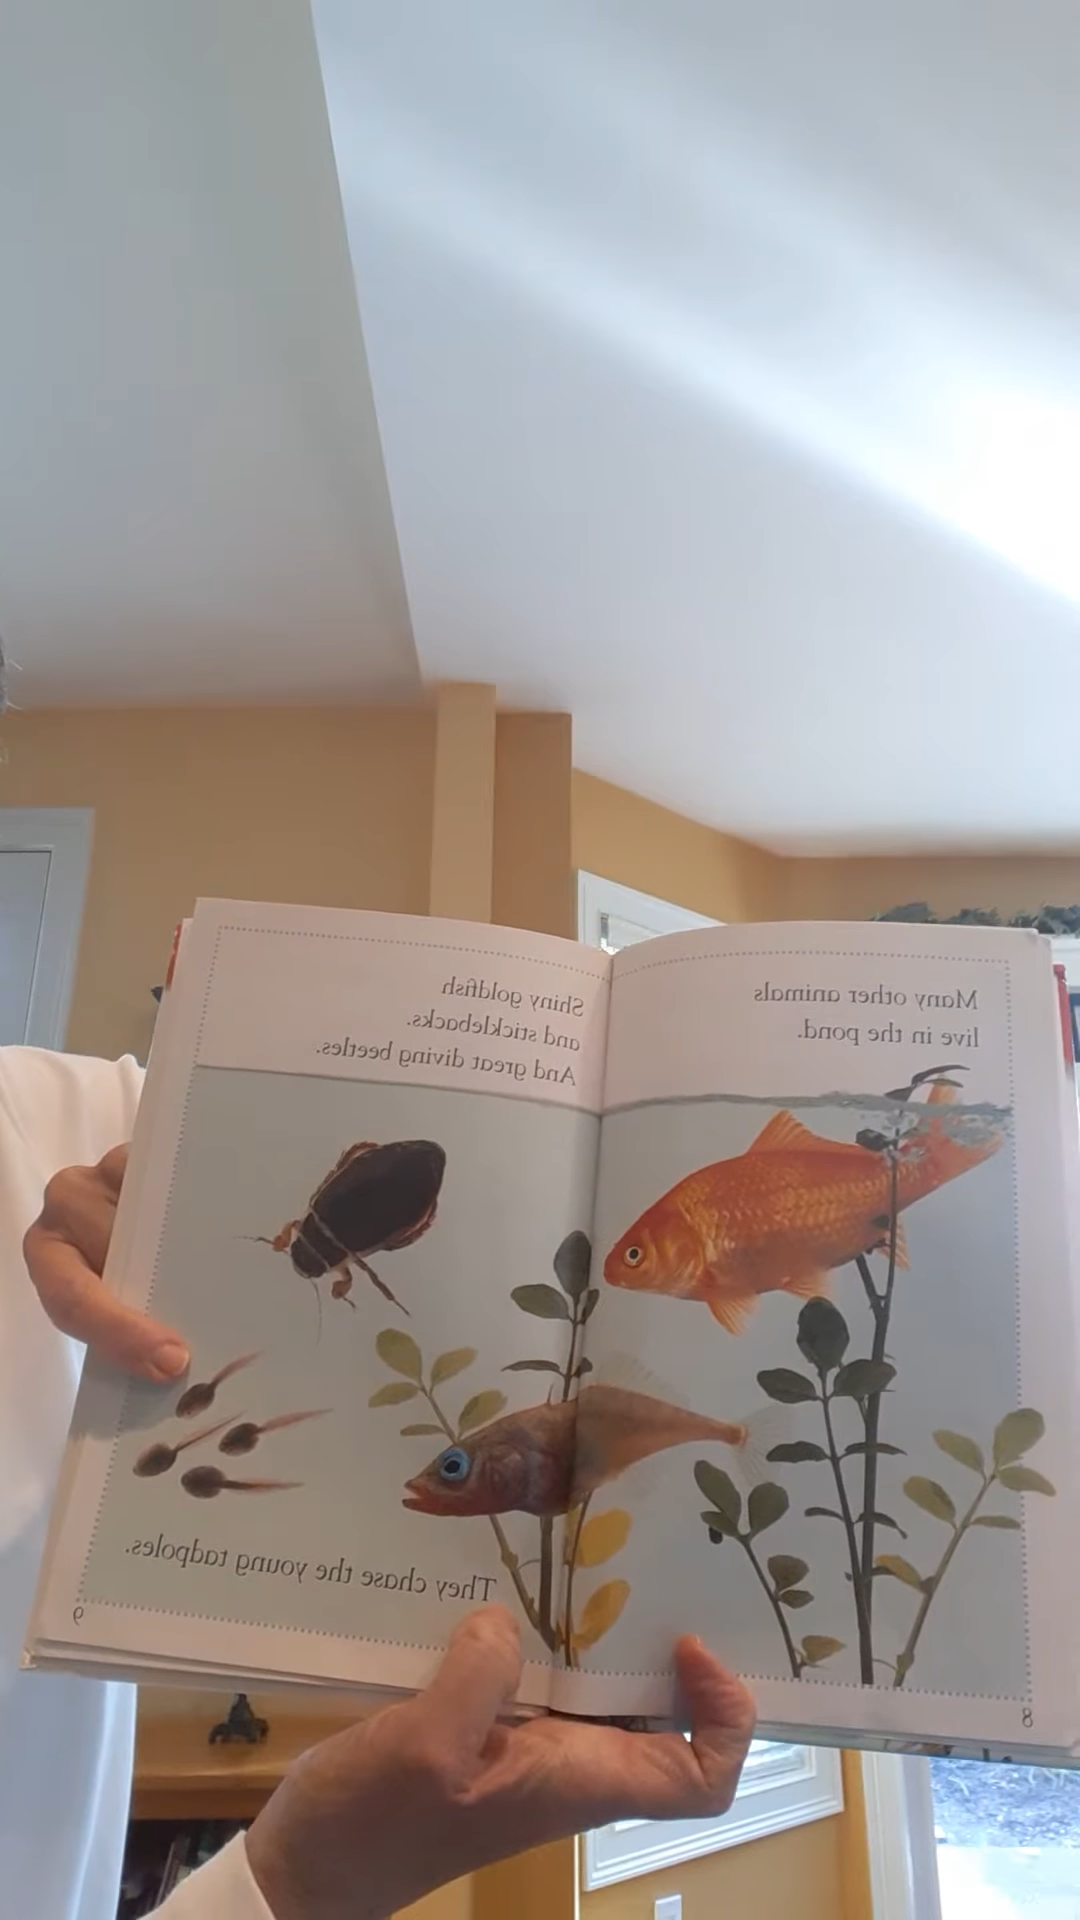 Many other animals
live in the pond.
8
Shiny goldfish
and sticklebacks.
And great diving beetles.
They chase the young tadpoles.
9